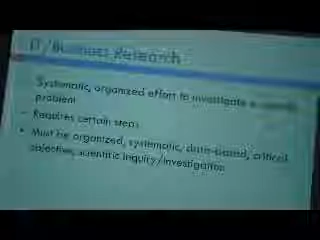 IT/Business Research
Systematic, organized effort to investigate a specific
problem
– Requires certain steps
• Must be organized, systematic, data-based, critical,
objective, scientific inquiry/investigation